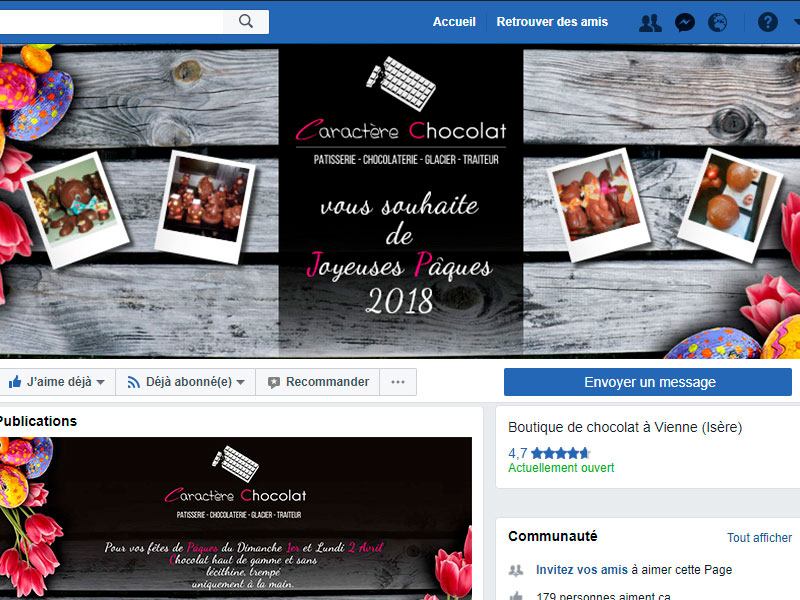 Accueil
Retrouver des amis
Caractère Chocolat
PATISSERIE - CHOCOLATERIE - GLACIER - TRAITEUR
vous souhaite
de
Joyeuses Pâques
2018
J'aime déjà
Déjà abonné(e)
Recommander
Envoyer un message
Publications
Caractère Chocolat
PATISSERIE - CHOCOLATERIE - GLACIER - TRAITEUR
Pour vos fêtes de Pâques du Dimanche 1er et Lundi 2 Avril
Chocolat haut de gamme et sans
lécithine, trempé
uniquement à la main.
Boutique de chocolat à Vienne (Isère)
4,7
Actuellement ouvert
Communauté
Tout afficher
Invitez vos amis à aimer cette Page
179 personnes aiment ça